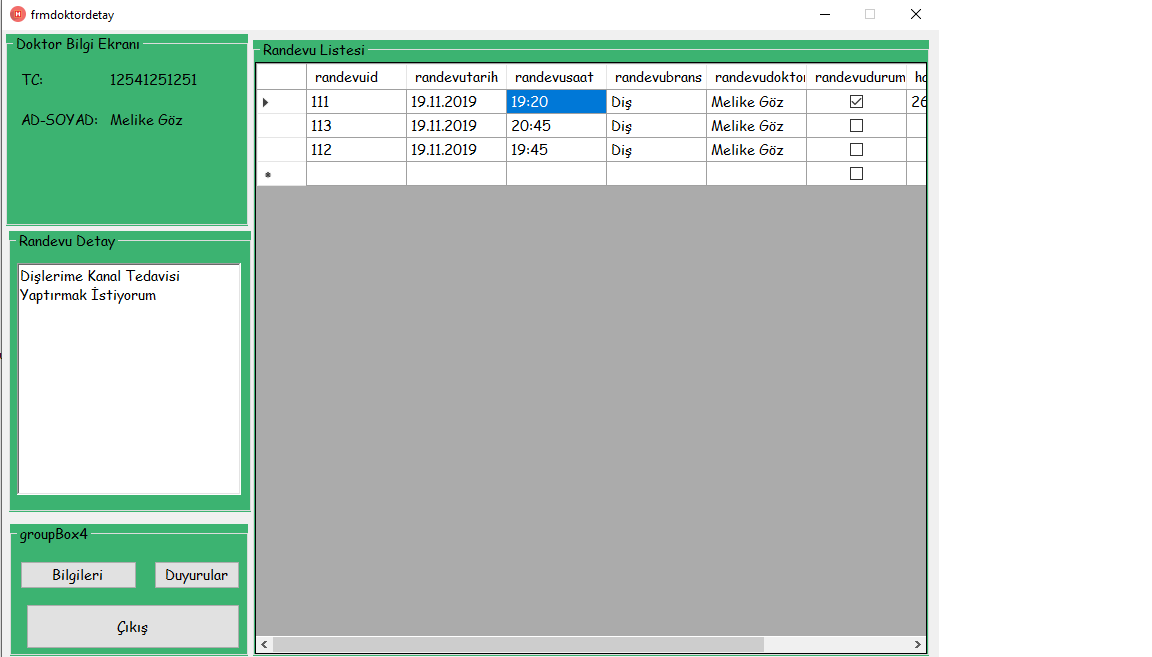 frmdoktordetay
Doktor Bilgi Ekranı
TC: 12541251251
AD-SOYAD: Melike Göz
Randevu Detay
Dişlerime Kanal Tedavisi
Yaptırmak İstiyorum
groupBox4
Bilgileri Duyurular
Çıkış
Randevu Listesi
randevuid randevutarih randevusaat randevubrans randevudoktor randevudurum
111 19.11.2019 19:20 Diş Melike Göz 26
113 19.11.2019 20:45 Diş Melike Göz
112 19.11.2019 19:45 Diş Melike Göz